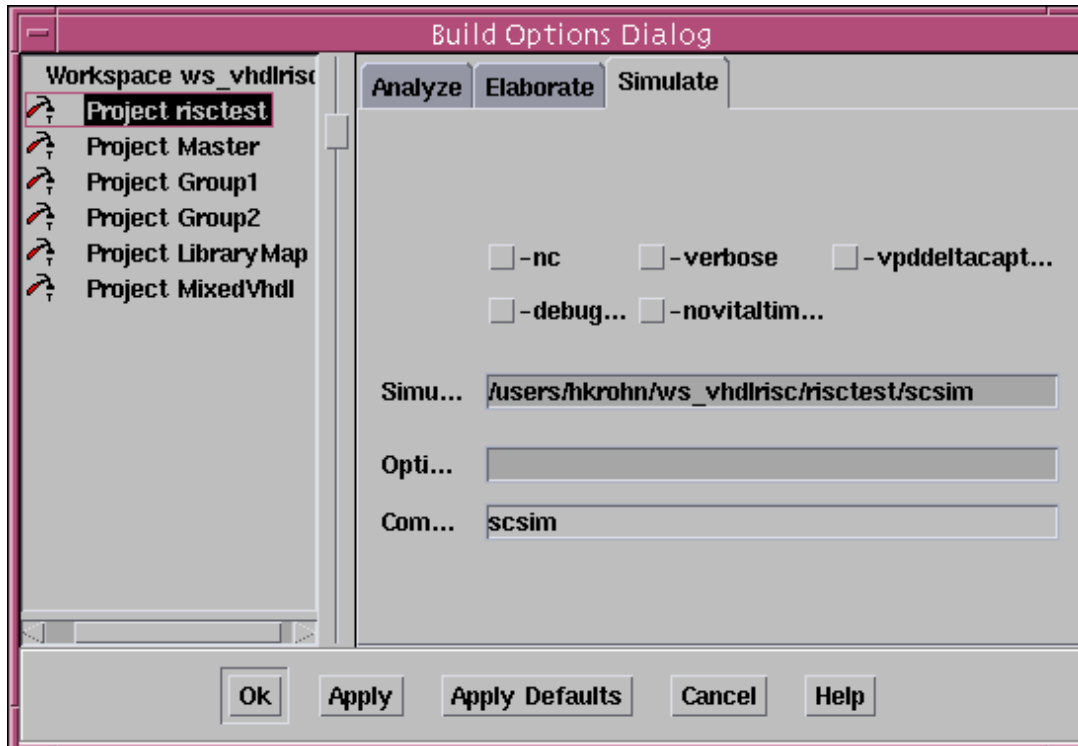 Build Options Dialog
Workspace ws_vhdlrisc
Project risctest
Project Master
Project Group1
Project Group2
Project LibraryMap
Project MixedVhdl
Analyze Elaborate Simulate
-nc -verbose -vpddeltacapt...
-debug... -novitaltim...
Simu... /users/hkrohn/ws_vhdlrisc/risctest/scsim
Opti...
Com... scsim
Ok Apply Apply Defaults Cancel Help